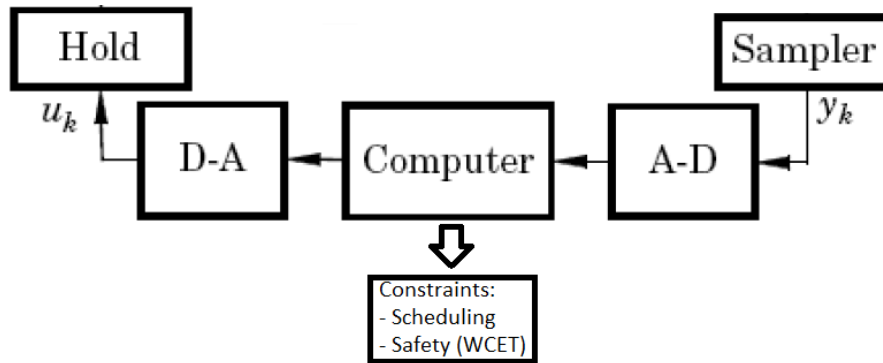 Hold
Sampler
u_k
y_k
D-A
Computer
A-D
Constraints:
- Scheduling
- Safety (WCET)